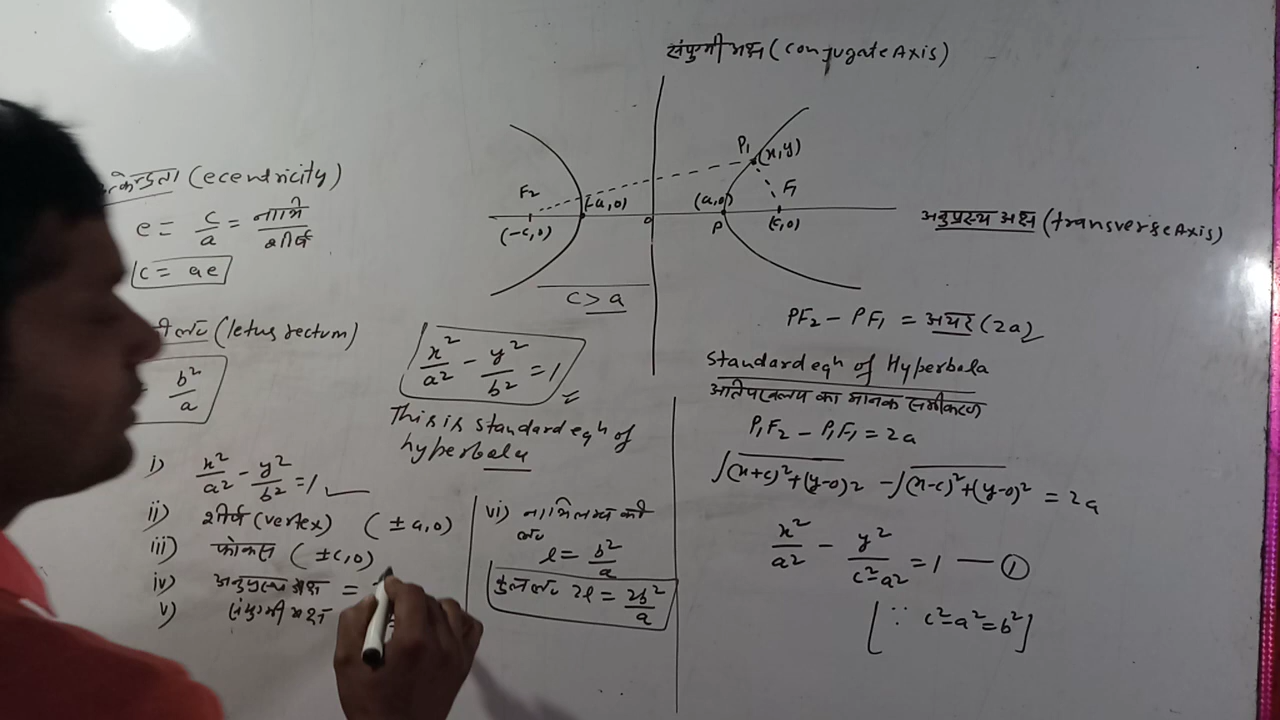 संयुग्मी अक्ष (conjugate Axis)
P₁ (x,y)
F₂
F₁
(-a,0)
(a,0)
(-c,0)
o
P
(c,0)
अनुप्रस्थ अक्ष (transverse Axis)
c > a
(ecentricity)
e = c/a = नाभि/शीर्ष
c = ae
(letus rectum)
= b²/a
x²/a² - y²/b² = 1
This is standard eqⁿ of
hyperbola
i) x²/a² - y²/b² = 1
ii) शीर्ष (vertex) (±a,0)
iii) फोकस (±c,0)
iv) अनुप्रस्थ अक्ष =
v) संयुग्मी अक्ष
vi) नाभिलम्ब की
ल॰
l = b²/a
कुल ल॰ 2l = 2b²/a
PF₂ - PF₁ = अचर (2a)
Standard eqⁿ of Hyperbola
अतिपरवलय का मानक समीकरण
P₁F₂ - P₁F₁ = 2a
√(x+c)²+(y-0)2 - √(x-c)²+(y-0)² = 2a
x²/a² - y²/c²-a² = 1 — ①
[∵ c²-a²=b²]